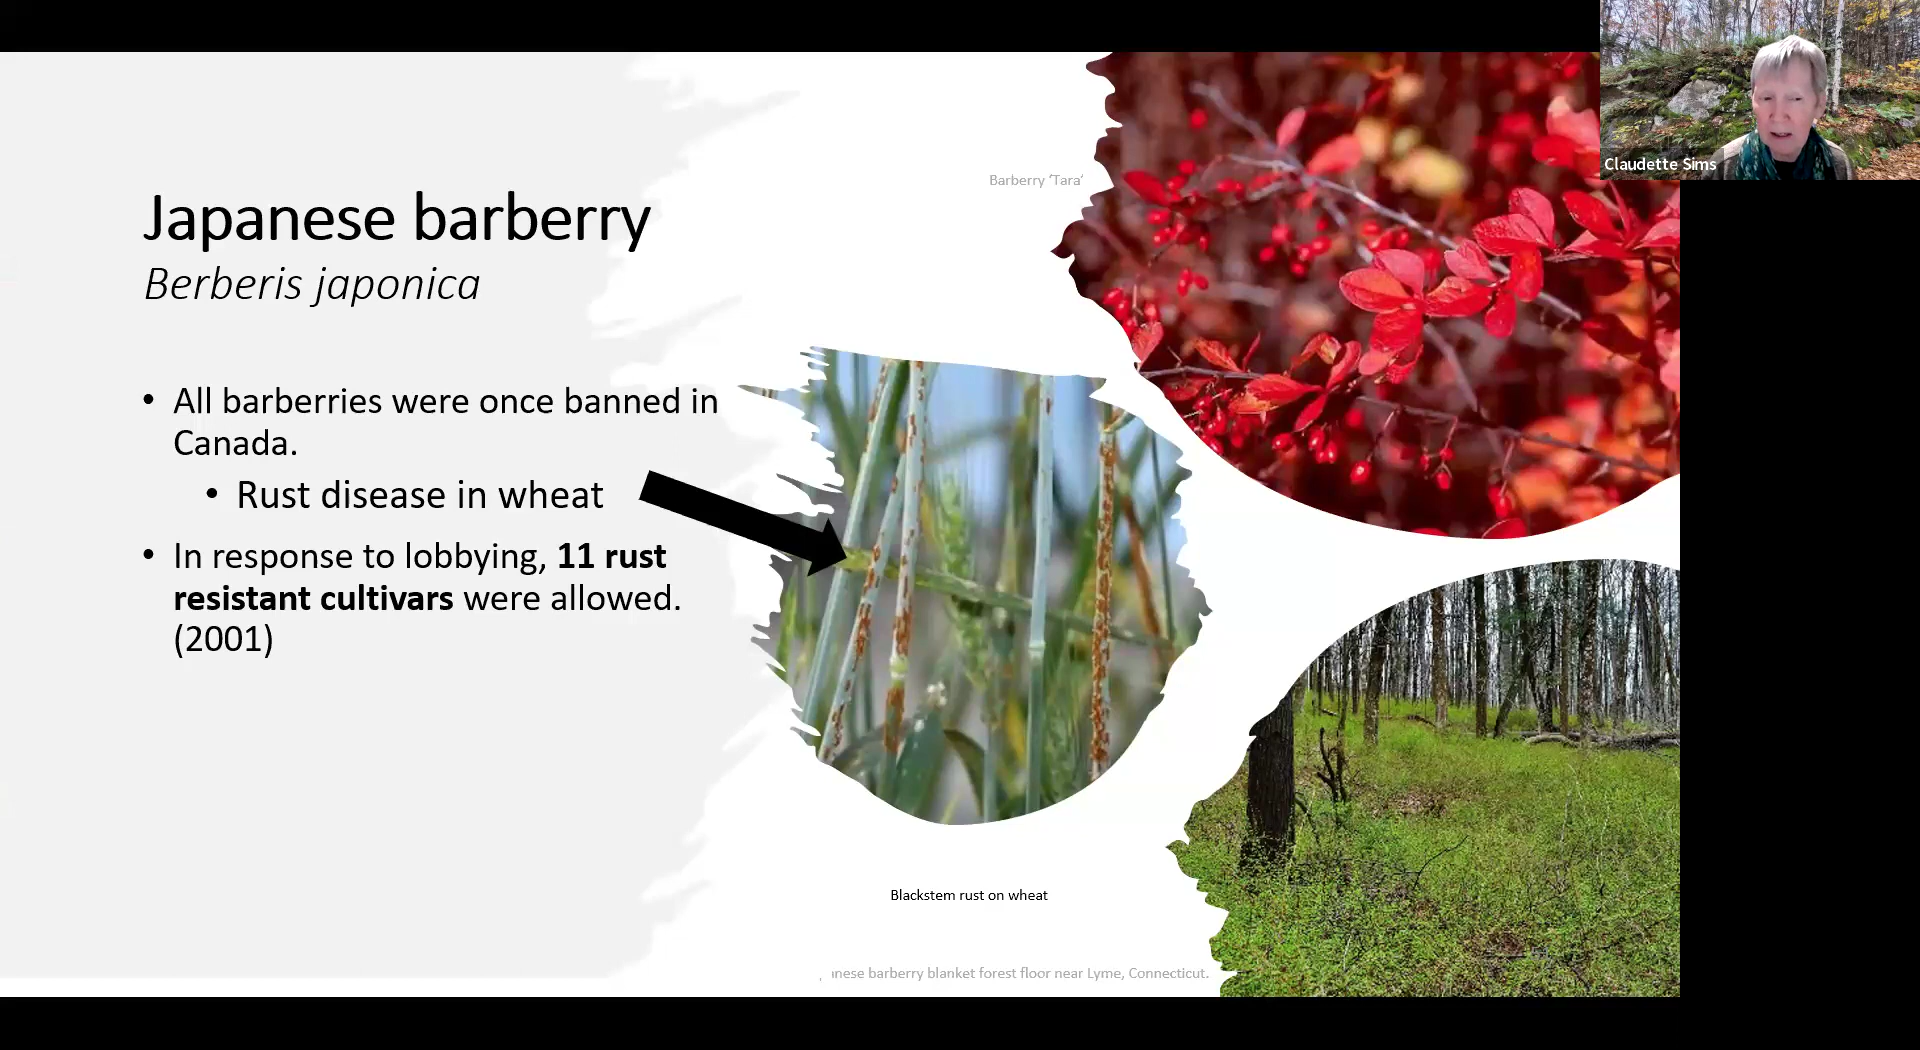 Claudette Sims
Barberry 'Tara'
Japanese barberry
Berberis japonica
• All barberries were once banned in
Canada.
• Rust disease in wheat
• In response to lobbying, 11 rust
resistant cultivars were allowed.
(2001)
Blackstem rust on wheat
barberry blanket forest floor near Lyme, Connecticut.